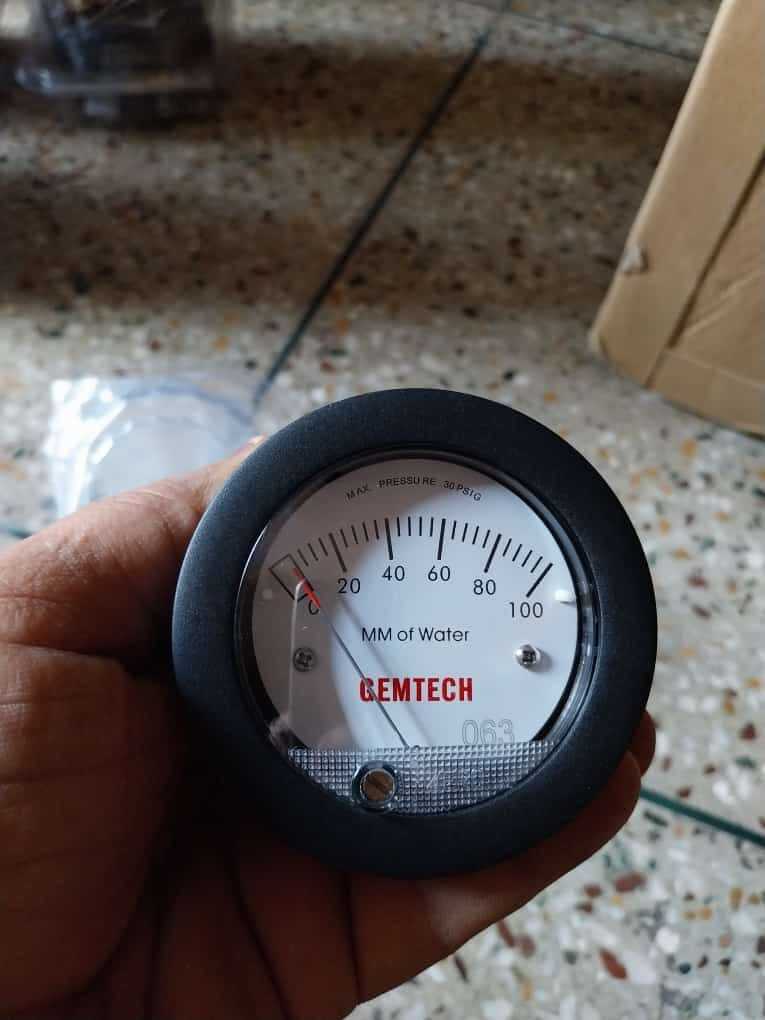 MAX. PRESSURE 30 PSIG
0 20 40 60 80 100
MM of Water
GEMTECH
063